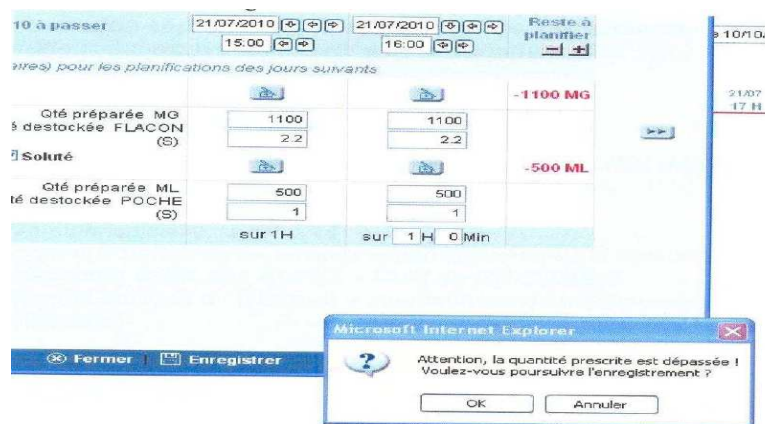 10 à passer 21/07/2010 21/07/2010 Reste à planifier
15:00 16:00
aires) pour les planifications des jours suivants
-1100 MG
Qté préparée MG 1100 1100
é destockée FLACON (S) 2.2 2.2
Soluté -500 ML
Qté préparée ML 500 500
té destockée POCHE (S) 1 1
sur 1H sur 1 H 0 Min
Fermer | Enregistrer
10/10
21/07
17 H
>>
Microsoft Internet Explorer
Attention, la quantité prescrite est dépassée !
Voulez-vous poursuivre l'enregistrement ?
OK Annuler